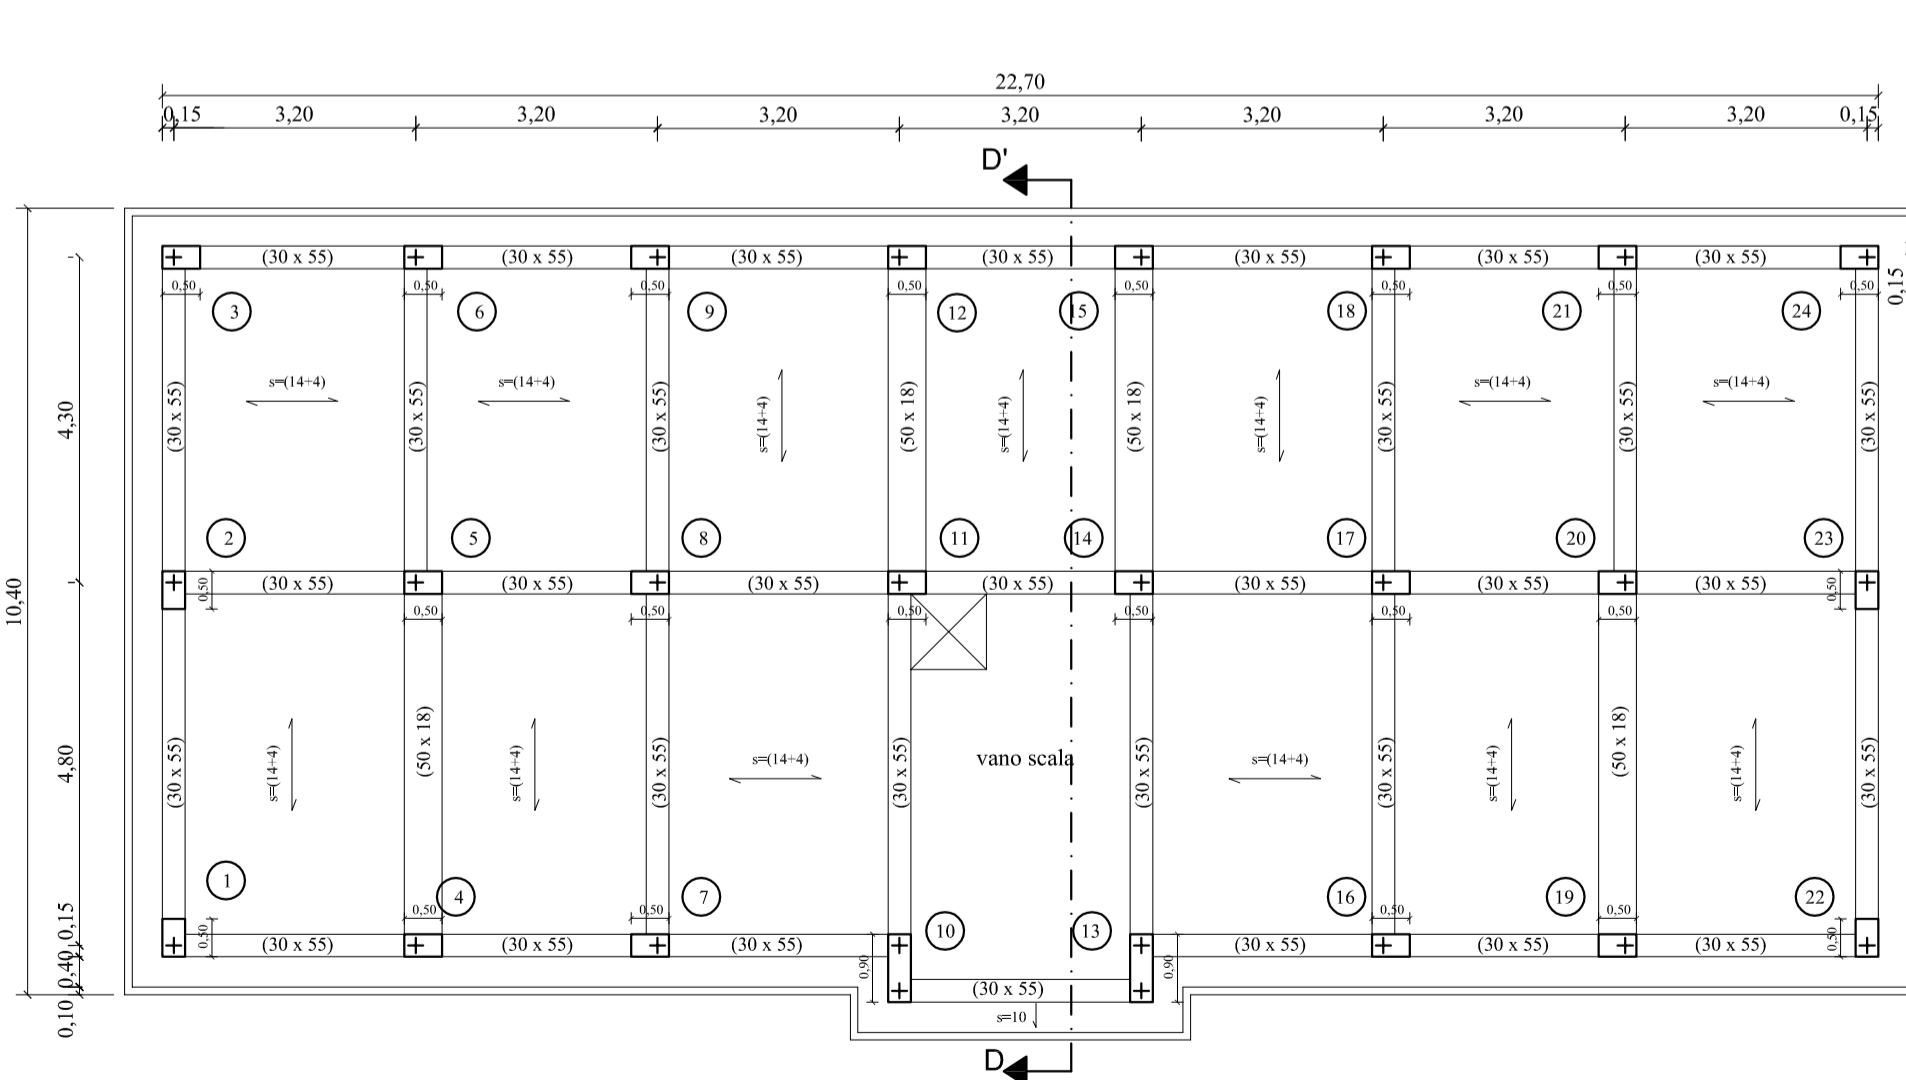 22,70
0,15 3,20 3,20 3,20 3,20 3,20 3,20 3,20 0,15
D'
(30 x 55) (30 x 55) (30 x 55) (30 x 55) (30 x 55) (30 x 55) (30 x 55)
0,50 0,50 0,50 0,50 0,50 0,50 0,50 0,50
0,15
3 6 9 12 15 18 21 24
s=(14+4) s=(14+4) s=(14+4) s=(14+4)
4,30
(30 x 55) (30 x 55) (30 x 55) (50 x 18) (50 x 18) (30 x 55) (30 x 55) (30 x 55)
s=(14+4) s=(14+4) s=(14+4)
2 5 8 11 14 17 20 23
10,40
(30 x 55) (30 x 55) (30 x 55) (30 x 55) (30 x 55) (30 x 55) (30 x 55)
0,50 0,50 0,50 0,50 0,50 0,50 0,50 0,50
4,80
(30 x 55) (50 x 18) (30 x 55) (30 x 55) (30 x 55) (30 x 55) (50 x 18) (30 x 55)
vano scala
s=(14+4) s=(14+4)
s=(14+4) s=(14+4) s=(14+4) s=(14+4)
1 4 7 10 13 16 19 22
0,50 0,50 0,50 0,50
0,15
0,50 (30 x 55) (30 x 55) (30 x 55) (30 x 55) (30 x 55) (30 x 55) 0,50
0,40
0,90 0,90
(30 x 55)
0,10
s=10
D